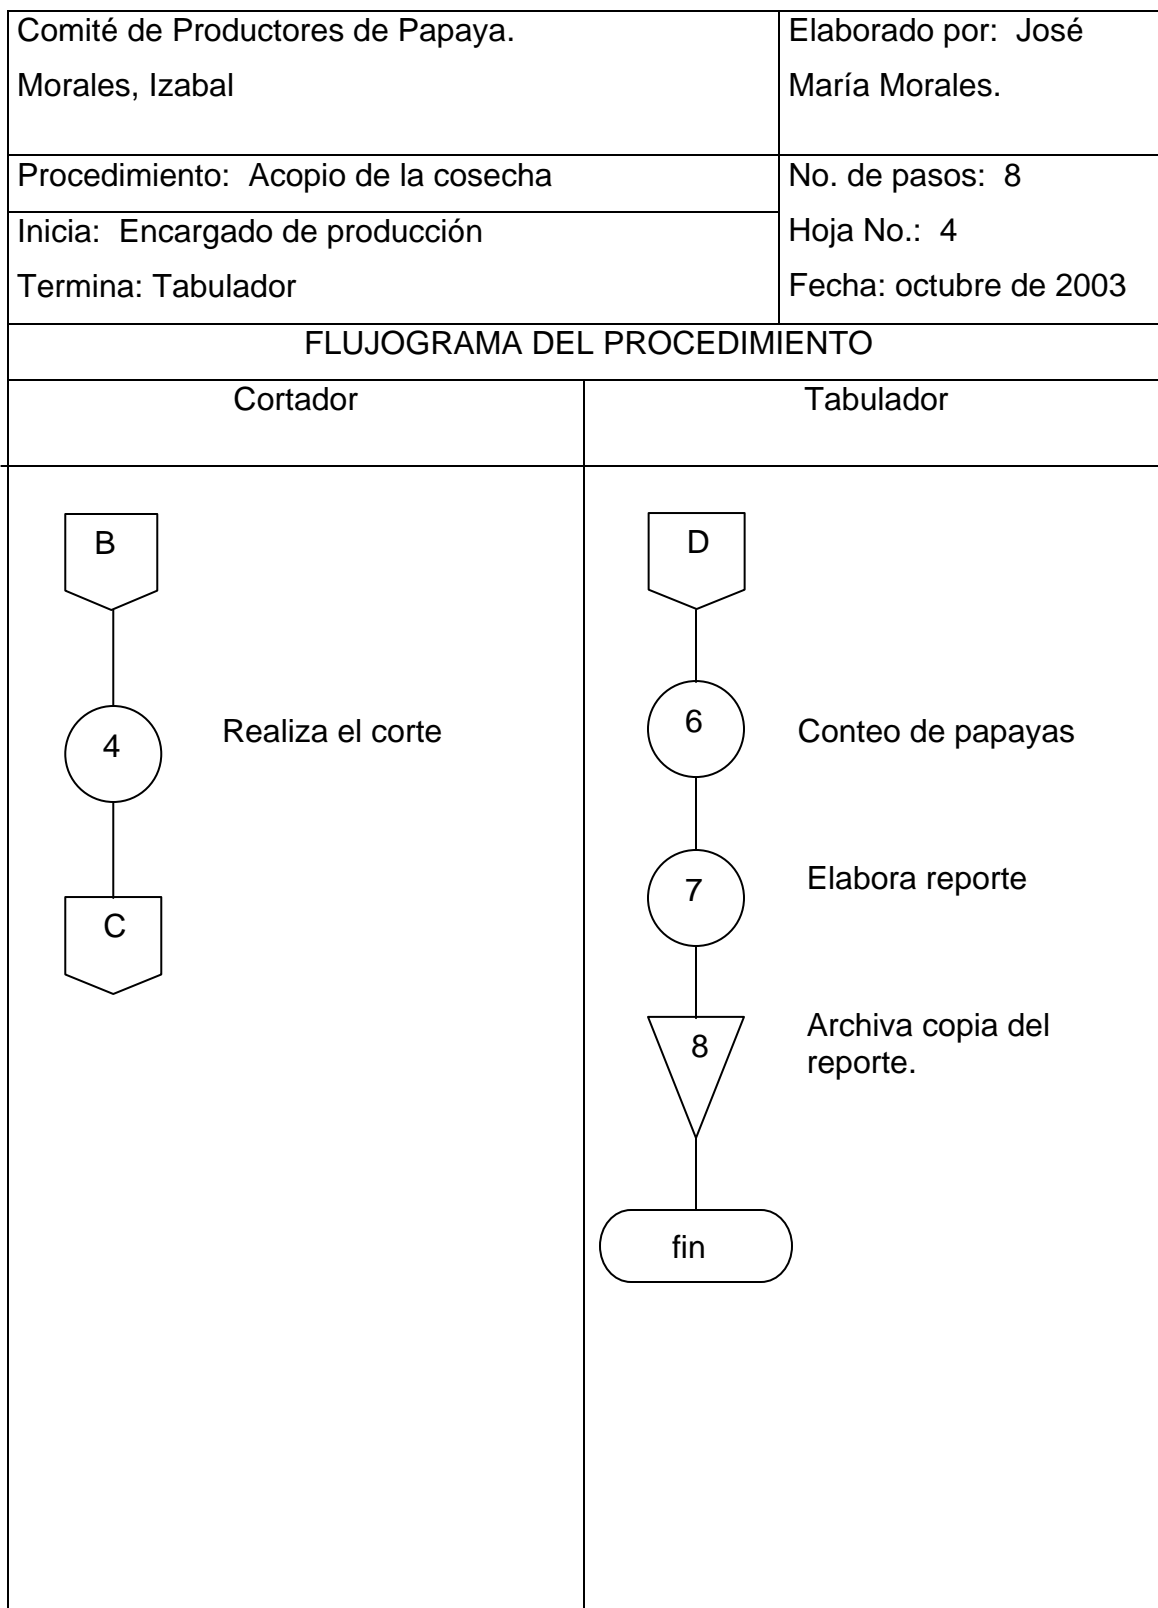 Comité de Productores de Papaya.
Morales, Izabal
Elaborado por:  José
María Morales.
Procedimiento:  Acopio de la cosecha
Inicia:  Encargado de producción
Termina: Tabulador
No. de pasos:  8
Hoja No.:  4
Fecha: octubre de 2003
FLUJOGRAMA DEL PROCEDIMIENTO
Cortador
Tabulador
B
4
Realiza el corte
C
D
6
Conteo de papayas
7
Elabora reporte
8
Archiva copia del
reporte.
fin